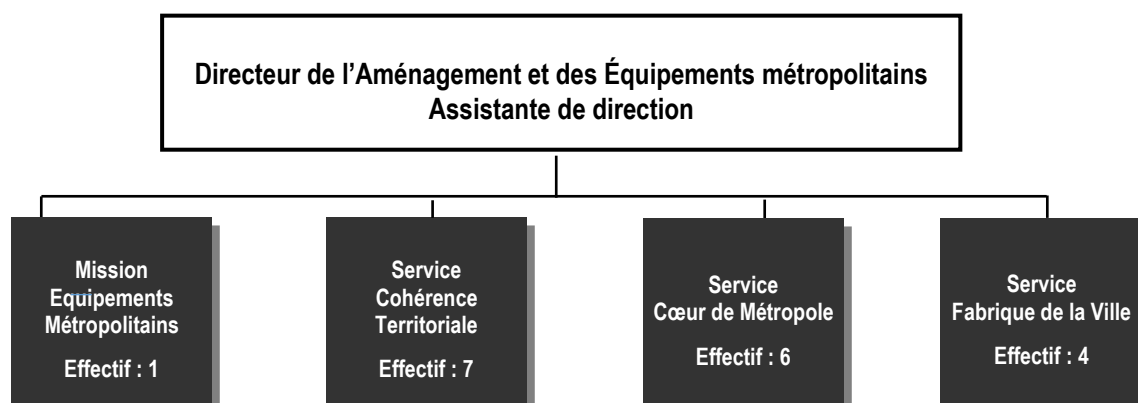 Directeur de l’Aménagement et des Équipements métropolitains
Assistante de direction
Mission
Equipements
Métropolitains
Effectif : 1
Service
Cohérence
Territoriale
Effectif : 7
Service
Cœur de Métropole
Effectif : 6
Service
Fabrique de la Ville
Effectif : 4